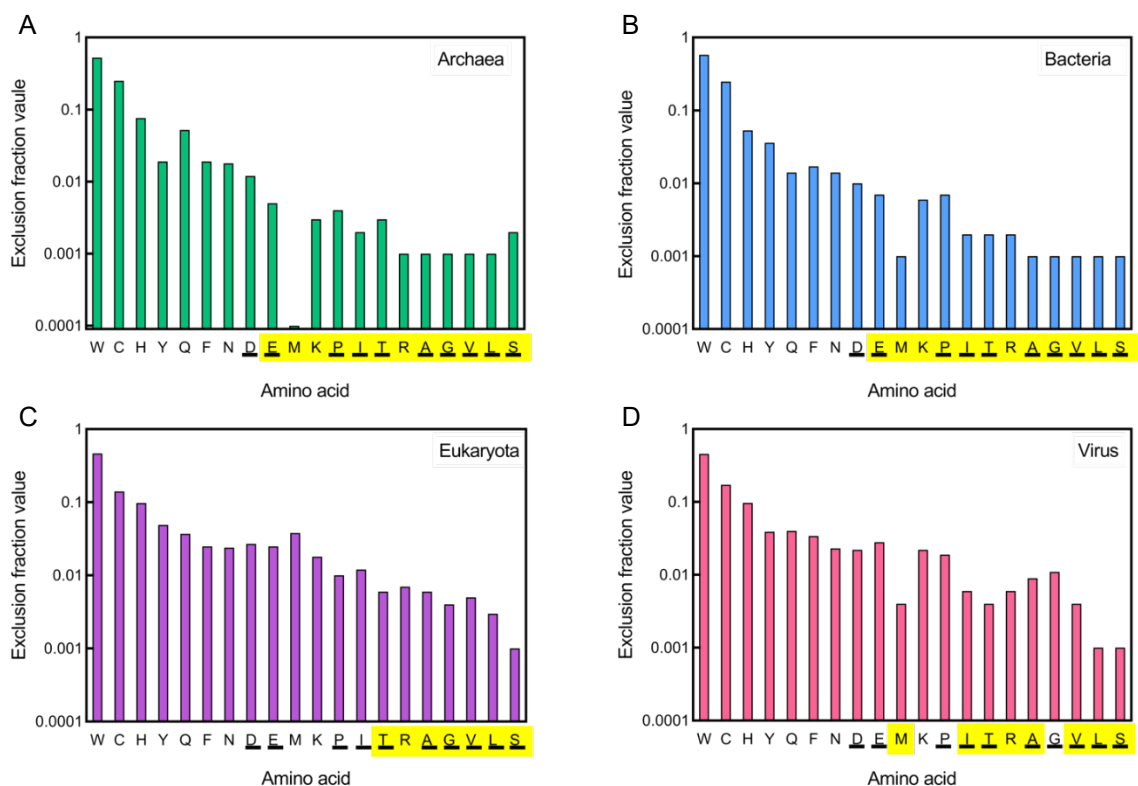 A
Archaea
Exclusion fraction vaule
1
0.1
0.01
0.001
0.0001
W C H Y Q F N D E M K P I T R A G V L S
Amino acid
B
Bacteria
Exclusion fraction value
1
0.1
0.01
0.001
0.0001
W C H Y Q F N D E M K P I T R A G V L S
Amino acid
C
Eukaryota
Exclusion fraction value
1
0.1
0.01
0.001
0.0001
W C H Y Q F N D E M K P I T R A G V L S
Amino acid
D
Virus
Exclusion fraction value
1
0.1
0.01
0.001
0.0001
W C H Y Q F N D E M K P I T R A G V L S
Amino acid